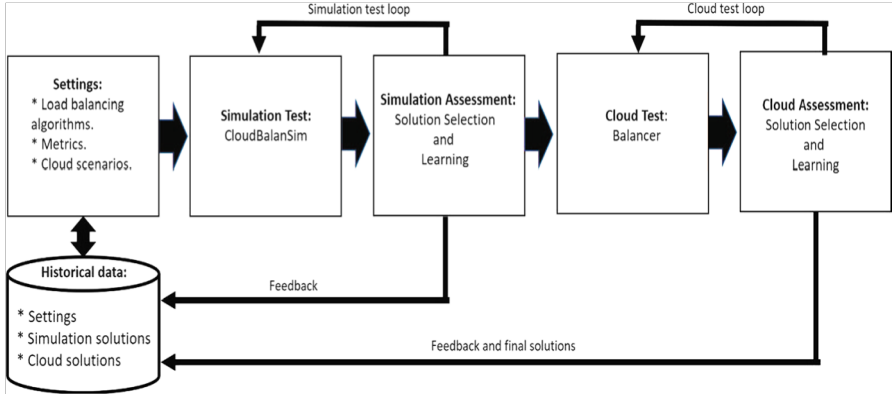 Simulation test loop
Cloud test loop
Settings:
* Load balancing
algorithms.
* Metrics.
* Cloud scenarios.
Simulation Test:
CloudBalanSim
Simulation Assessment:
Solution Selection
and
Learning
Cloud Test:
Balancer
Cloud Assessment:
Solution Selection
and
Learning
Historical data:
* Settings
* Simulation solutions
* Cloud solutions
Feedback
Feedback and final solutions